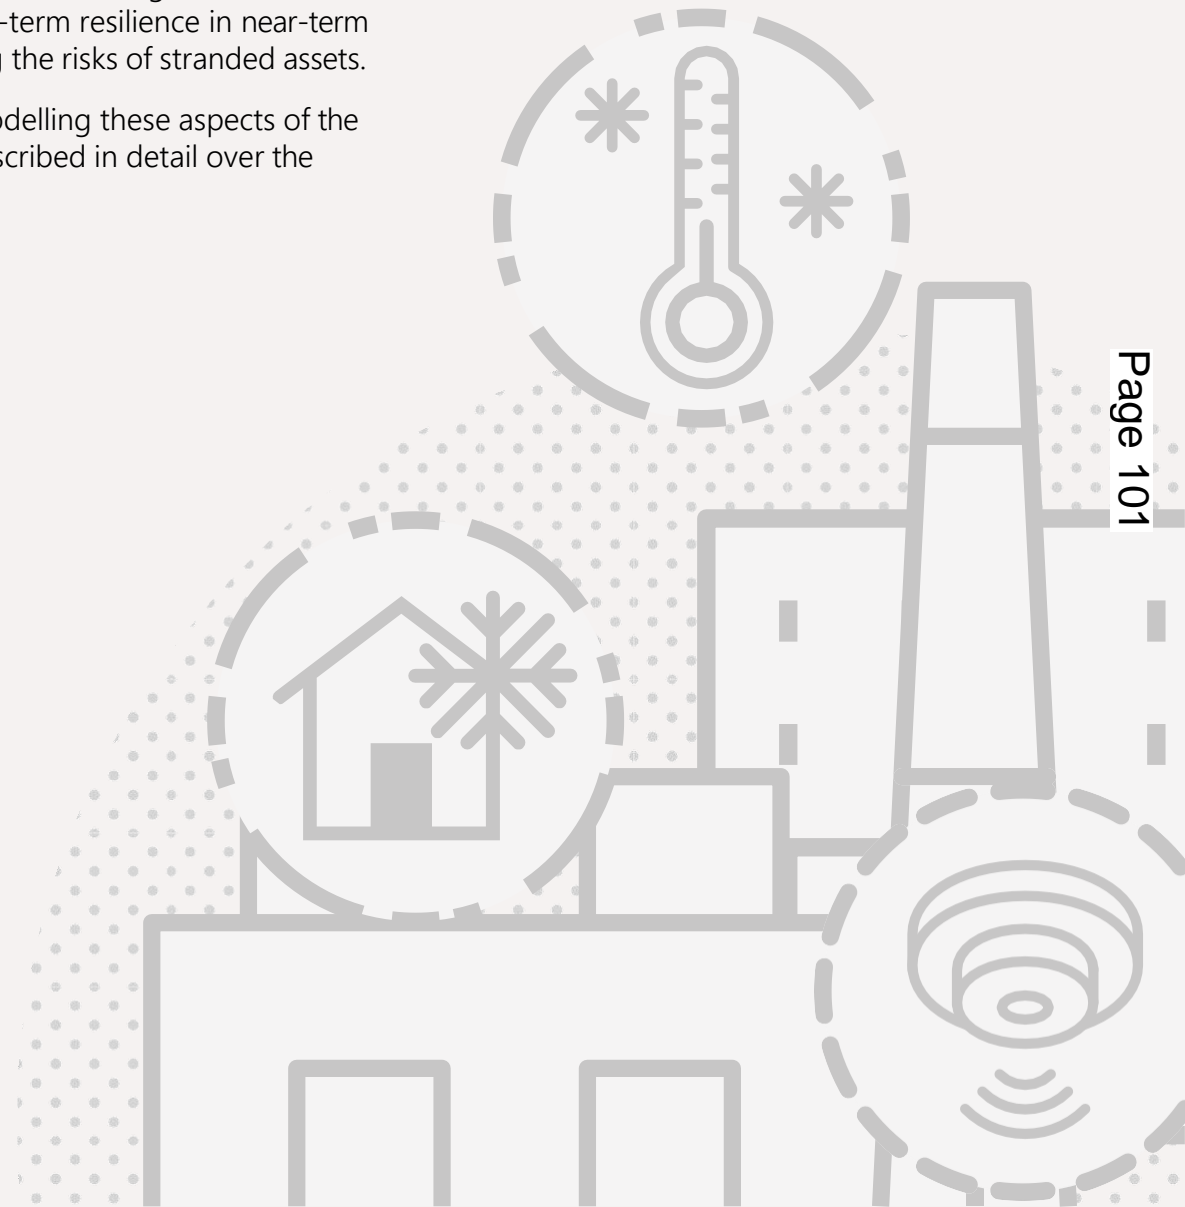 -term resilience in near-term
the risks of stranded assets.
delling these aspects of the
scribed in detail over the
Page 101